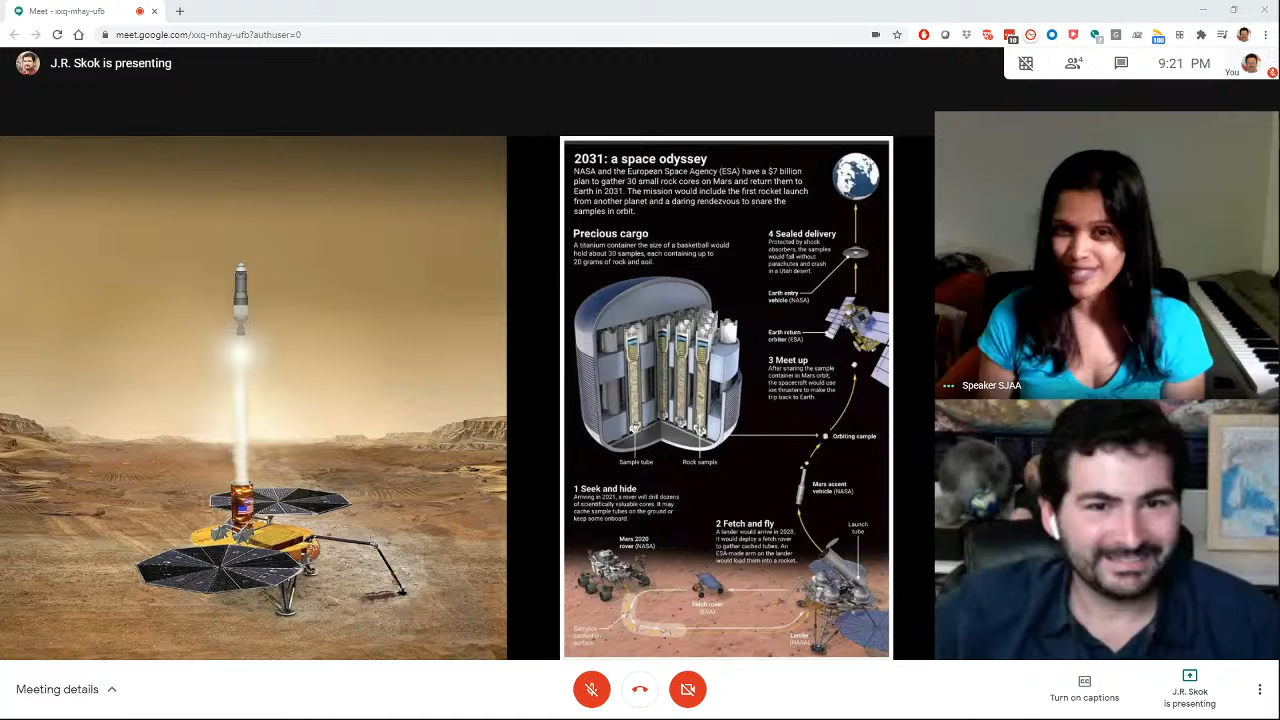 Meet - xxq-mhay-ufb
meet.google.com/xxq-mhay-ufb?authuser=0
10
100
J.R. Skok is presenting
4
9:21 PM
You
2031: a space odyssey
NASA and the European Space Agency (ESA) have a $7 billion
plan to gather 30 small rock cores on Mars and return them to
Earth in 2031. The mission would include the first rocket launch
from another planet and a daring rendezvous to snare the
samples in orbit.
Precious cargo
A titanium container the size of a basketball would
hold about 30 samples, each containing up to
20 grams of rock and soil.
4 Sealed delivery
Protected by shock
absorbers, the samples
would fall without
parachutes and crash
in a Utah desert.
Earth entry
vehicle (NASA)
Earth return
orbiter (ESA)
3 Meet up
After snaring the sample
container in Mars orbit,
the spacecraft would use
ion thrusters to make the
trip back to Earth.
Orbiting sample
Sample tube
Rock sample
Mars ascent
vehicle (NASA)
1 Seek and hide
Arriving in 2021, a rover will drill dozens
of scientifically valuable cores. It may
cache sample tubes on the ground or
keep some onboard.
2 Fetch and fly
A lander would arrive in 2028.
It would deploy a fetch rover
to gather cached tubes. An
ESA-made arm on the lander
would load them into a rocket.
Launch
tube
Mars 2020
rover (NASA)
Fetch rover
(ESA)
Samples
cached on
surface
Lander
(NASA)
Speaker SJAA
Meeting details
Turn on captions
J.R. Skok
is presenting